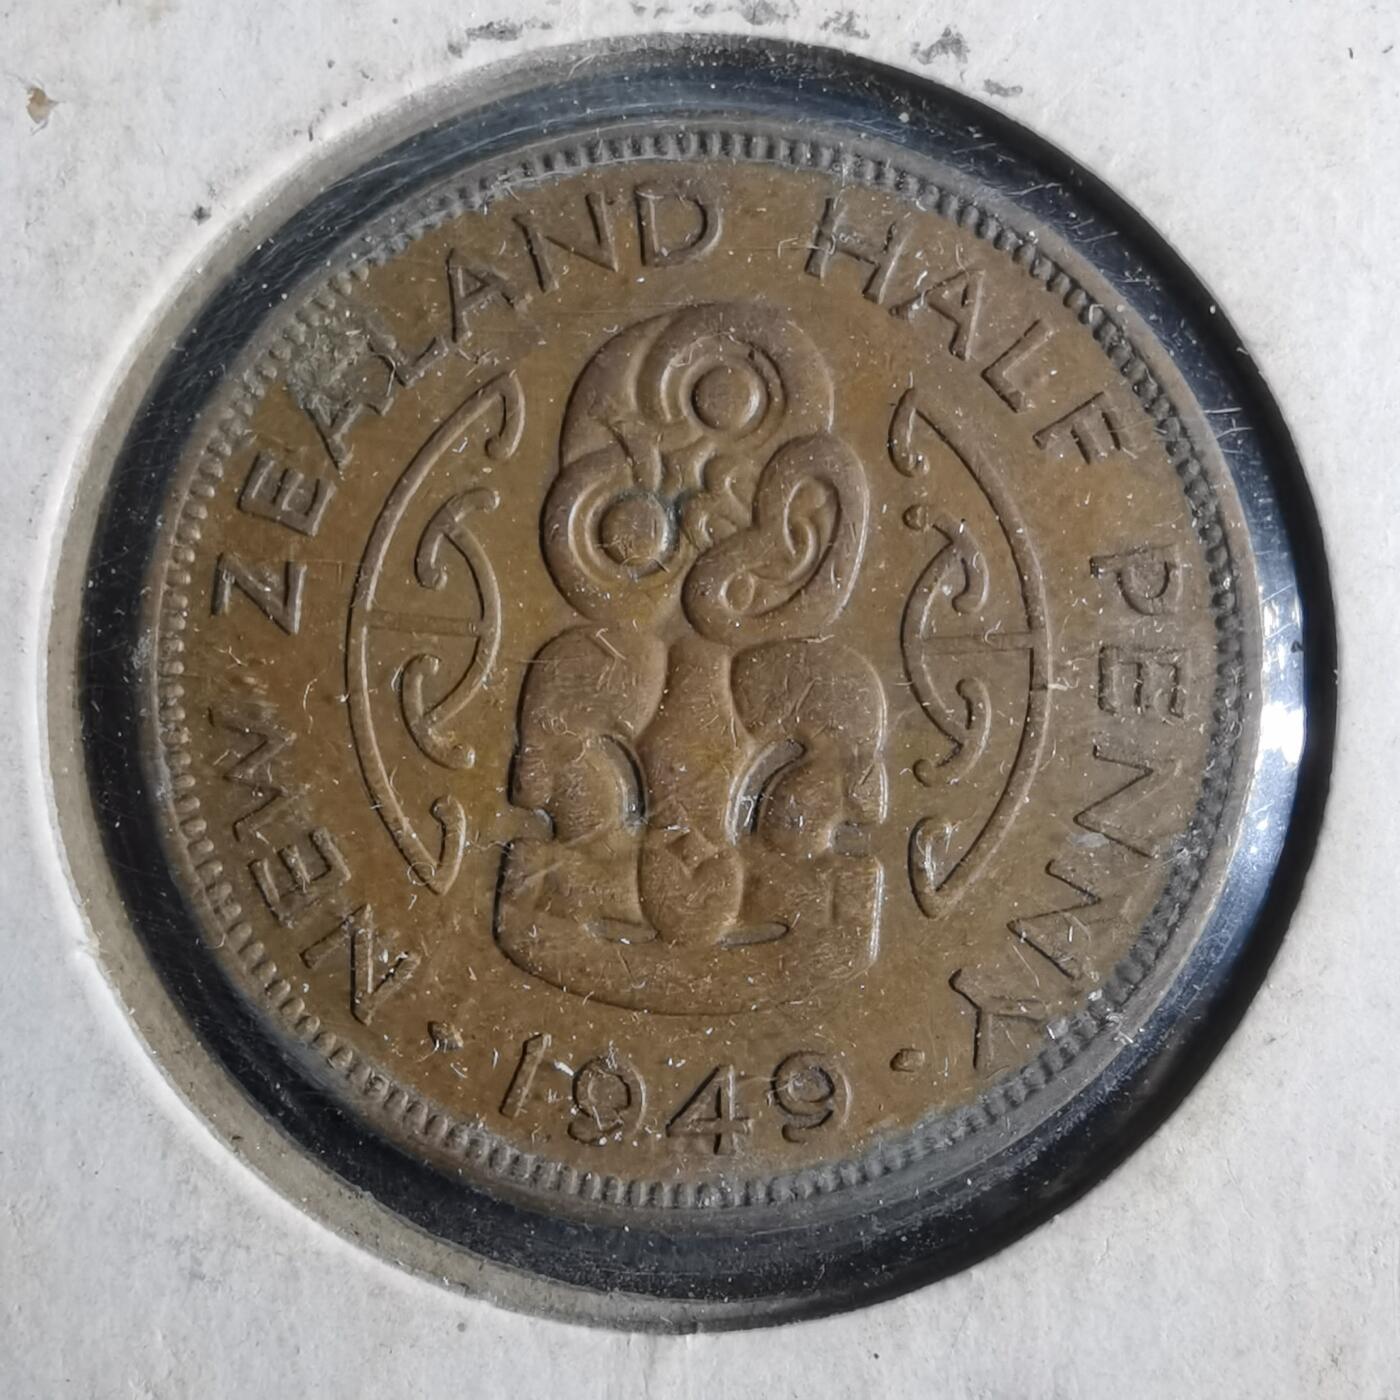 NEW ZEALAND HALF PENNY
· 1949 ·